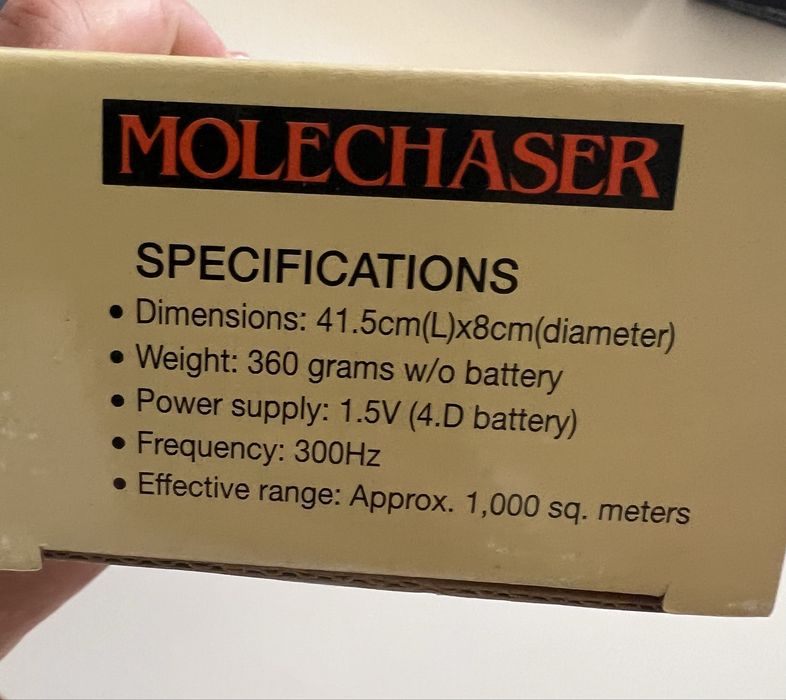 MOLECHASER
SPECIFICATIONS
• Dimensions: 41.5cm(L)x8cm(diameter)
• Weight: 360 grams w/o battery
• Power supply: 1.5V (4.D battery)
• Frequency: 300Hz
• Effective range: Approx. 1,000 sq. meters